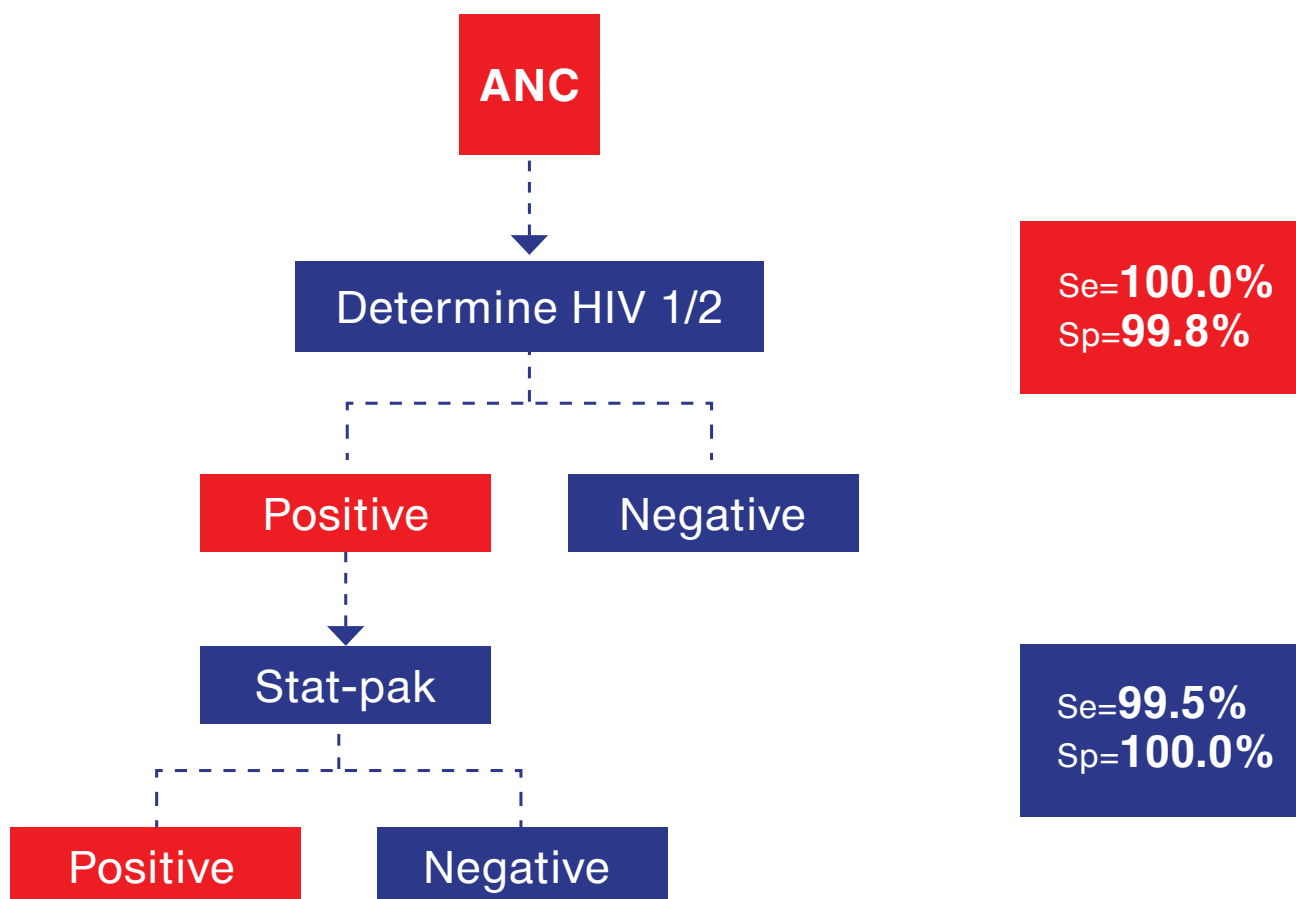 ANC
Determine HIV 1/2
Se=100.0%
Sp=99.8%
Positive
Negative
Stat-pak
Se=99.5%
Sp=100.0%
Positive
Negative